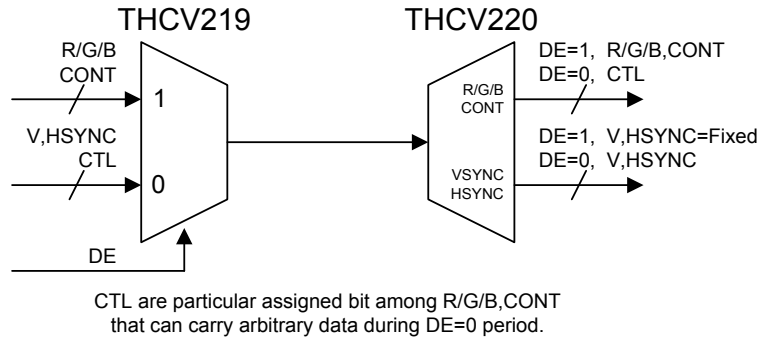 THCV219
THCV220
R/G/B
CONT
1
V,HSYNC
CTL
0
DE
R/G/B
CONT
VSYNC
HSYNC
DE=1, R/G/B,CONT
DE=0, CTL
DE=1, V,HSYNC=Fixed
DE=0, V,HSYNC
CTL are particular assigned bit among R/G/B,CONT
that can carry arbitrary data during DE=0 period.